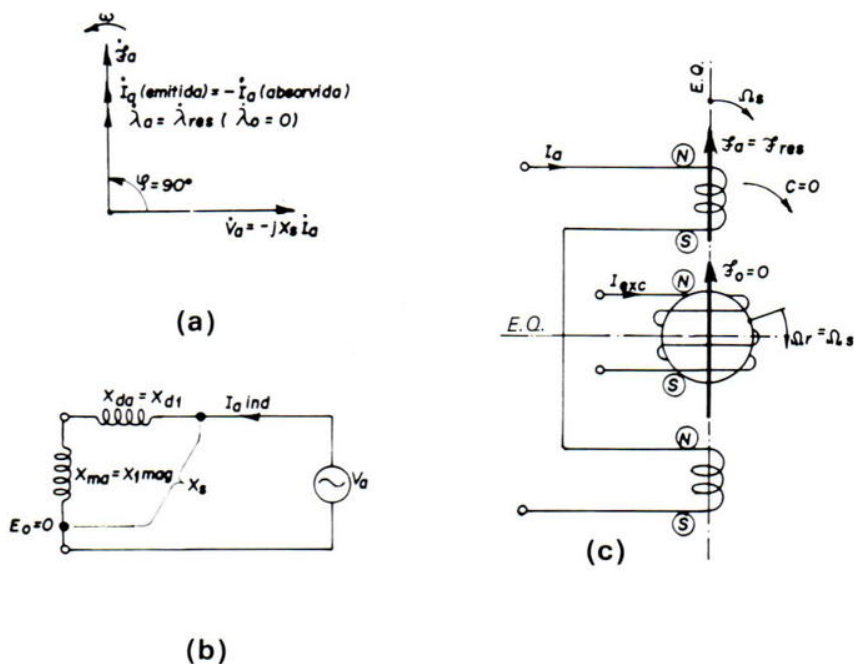 ω
ℱ̇a
İa (emitida) = -İa (absorvida)
λ̇a = λ̇res ( λ̇o = 0)
φ = 90°
V̇a = -j Xs İa
(a)
Xda = Xd1
Ia ind
Xma = X1 mag
Xs
Va
Eo = 0
(b)
E.Q.
Ωs
ℱa = ℱres
Ia
N
C = 0
S
ℱo = 0
N
Iexc
E.Q.
Ωr = Ωs
S
N
S
(c)